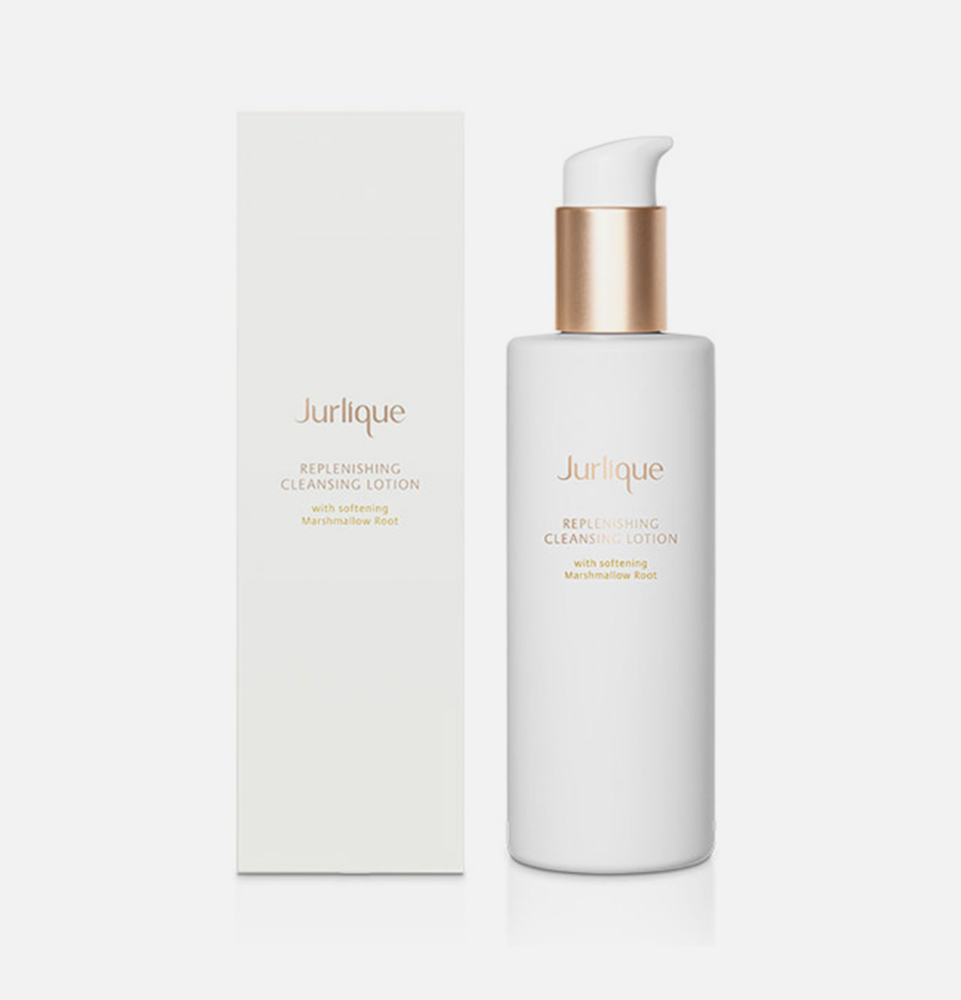 Jurlique
REPLENISHING
CLEANSING LOTION
with softening
Marshmallow Root
Jurlique
REPLENISHING
CLEANSING LOTION
with softening
Marshmallow Root